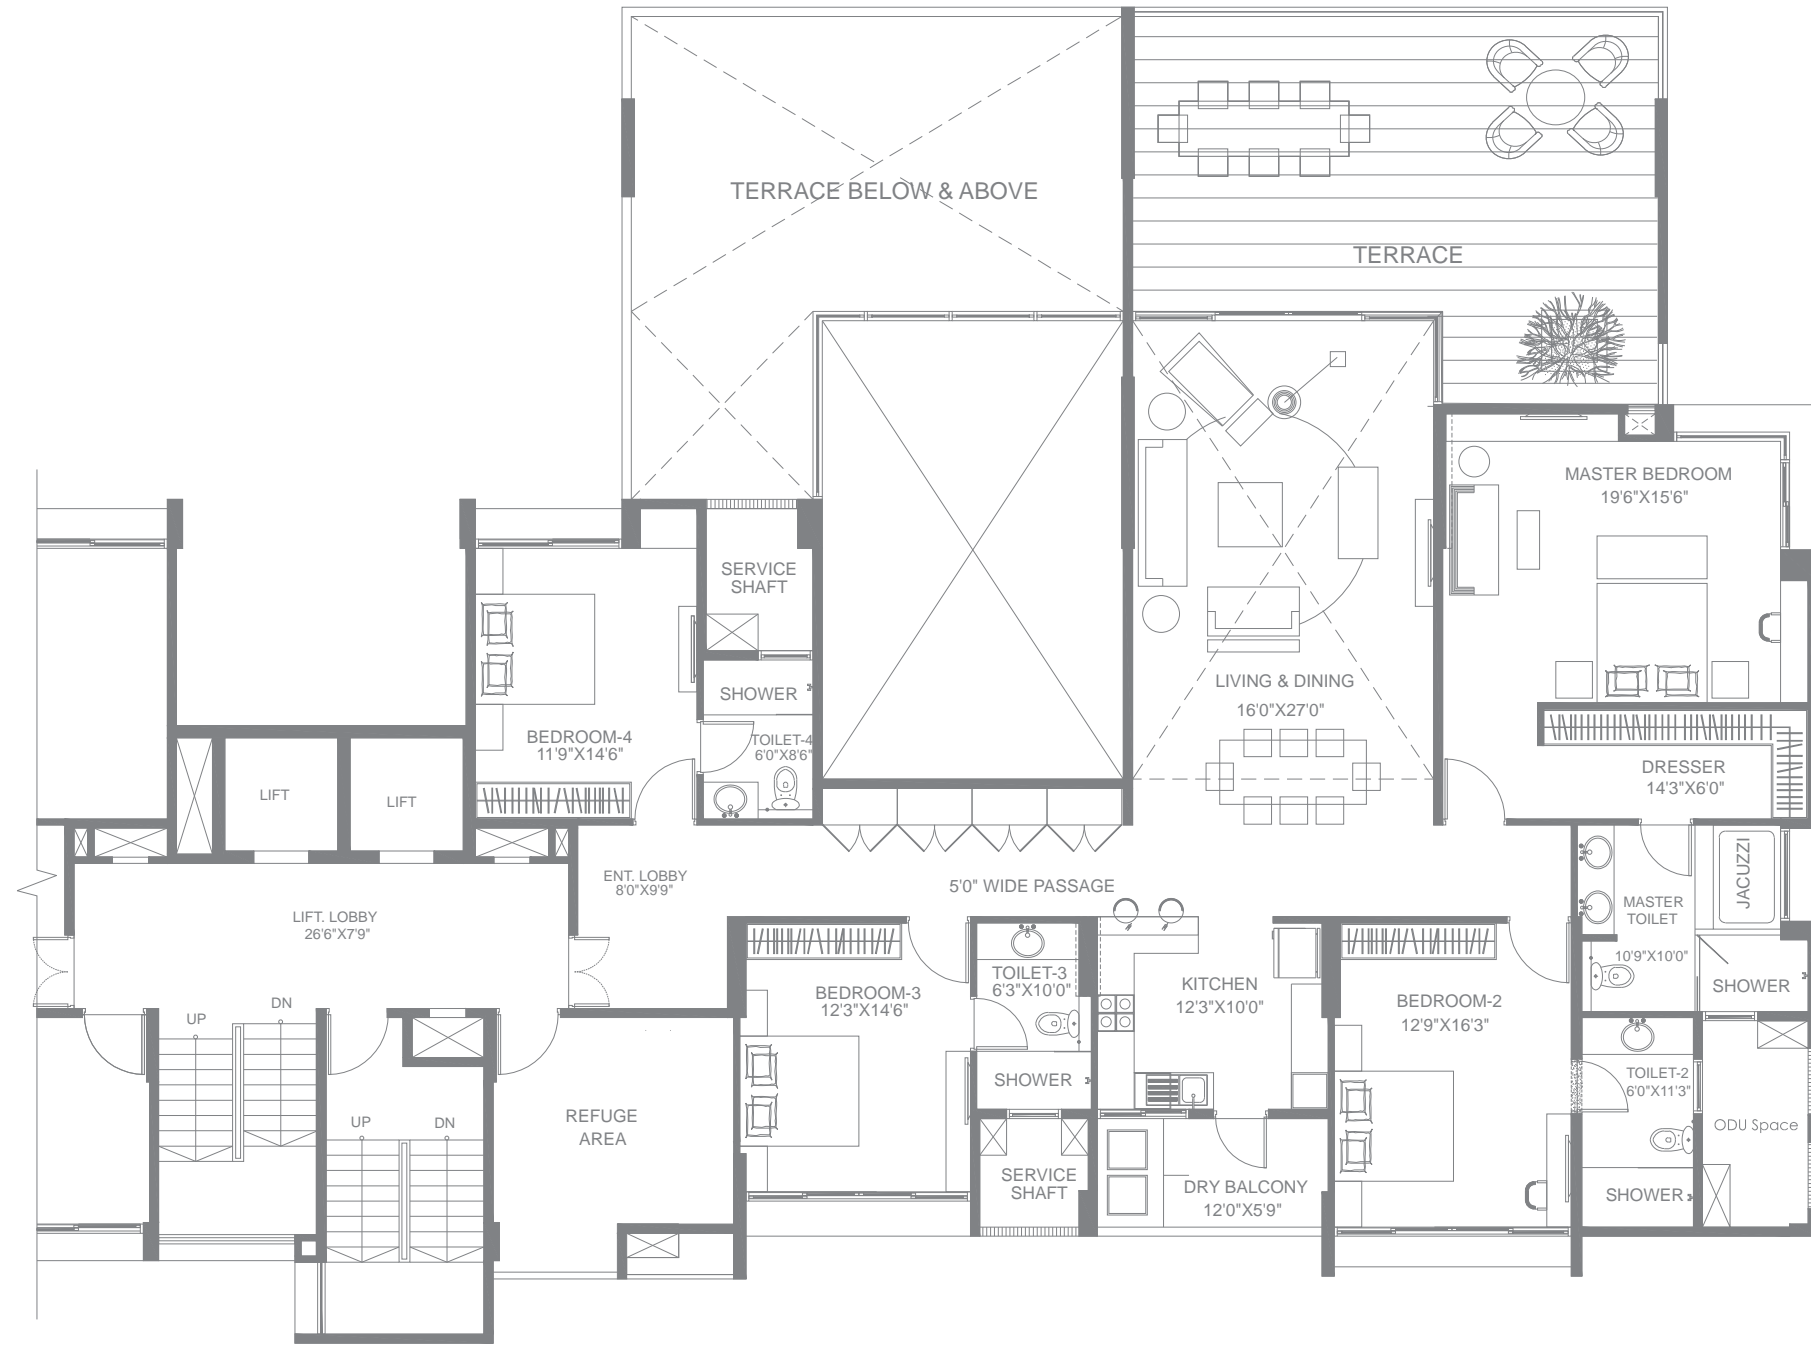 TERRACE BELOW & ABOVE
TERRACE
MASTER BEDROOM
19'6"X15'6"
SERVICE
SHAFT
SHOWER
LIVING & DINING
16'0"X27'0"
BEDROOM-4
11'9"X14'6"
TOILET-4
6'0"X8'6"
DRESSER
14'3"X6'0"
LIFT
LIFT
ENT. LOBBY
8'0"X9'9"
5'0" WIDE PASSAGE
JACUZZI
MASTER
TOILET
10'9"X10'0"
LIFT. LOBBY
26'6"X7'9"
TOILET-3
6'3"X10'0"
KITCHEN
12'3"X10'0"
BEDROOM-3
12'3"X14'6"
BEDROOM-2
12'9"X16'3"
SHOWER
DN
UP
SHOWER
TOILET-2
6'0"X11'3"
REFUGE
AREA
UP
DN
ODU Space
SERVICE
SHAFT
DRY BALCONY
12'0"X5'9"
SHOWER